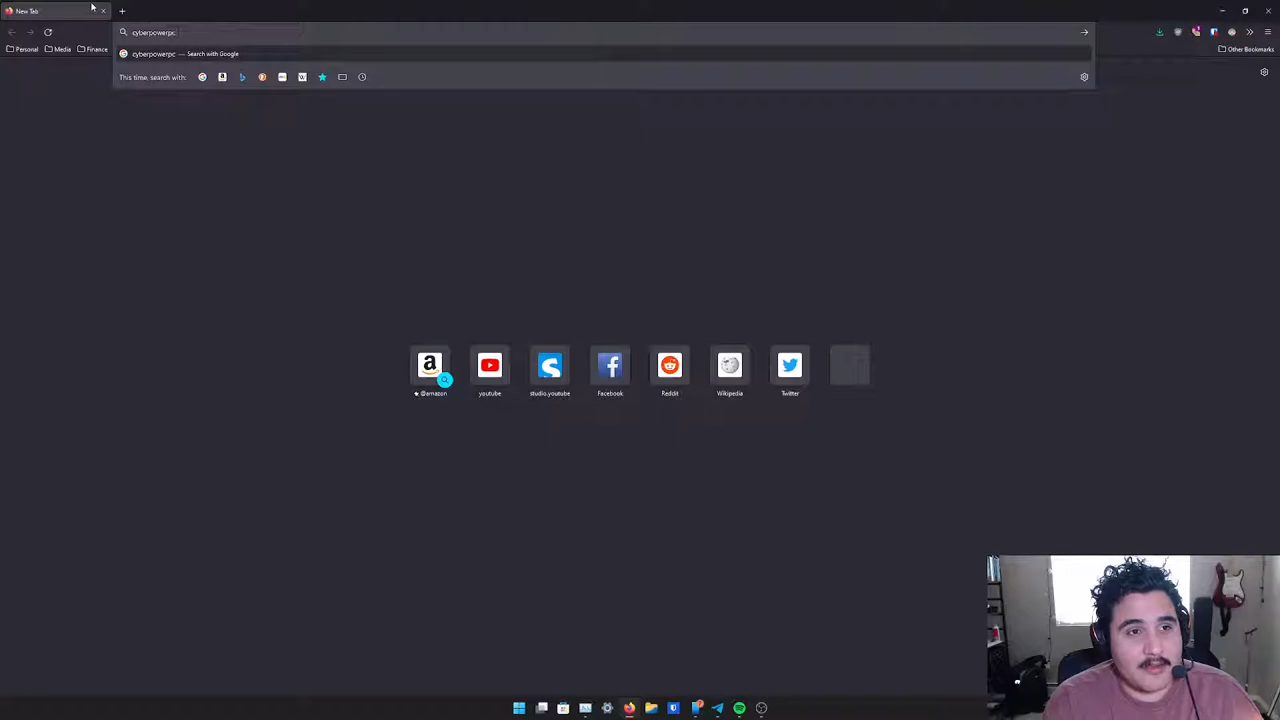 New Tab
cyberpowerpc
cyberpowerpc — Search with Google
Personal
Media
Finance
Other Bookmarks
This time, search with:
@amazon
youtube
studio.youtube
Facebook
Reddit
Wikipedia
Twitter